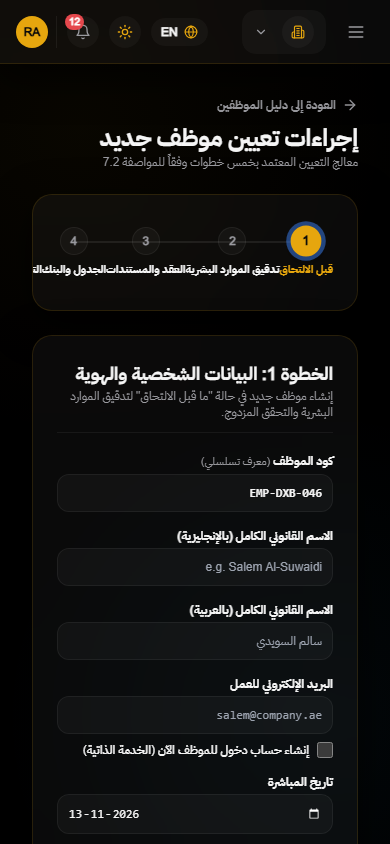 RA
12
EN
العودة إلى دليل الموظفين
إجراءات تعيين موظف جديد
معالج التعيين المعتمد بخمس خطوات وفقاً للمواصفة 7.2
1 2 3 4
قبل الالتحاق تدقيق الموارد البشرية العقد والمستندات الجدول والبنك
الخطوة 1: البيانات الشخصية والهوية
إنشاء موظف جديد في حالة "ما قبل الالتحاق" لتدقيق الموارد
البشرية والتحقق المزدوج.
كود الموظف (معرف تسلسلي)
EMP-DXB-046
الاسم القانوني الكامل (بالإنجليزية)
e.g. Salem Al-Suwaidi
الاسم القانوني الكامل (بالعربية)
سالم السويدي
البريد الإلكتروني للعمل
salem@company.ae
إنشاء حساب دخول للموظف الآن (الخدمة الذاتية)
تاريخ المباشرة
13-11-2026